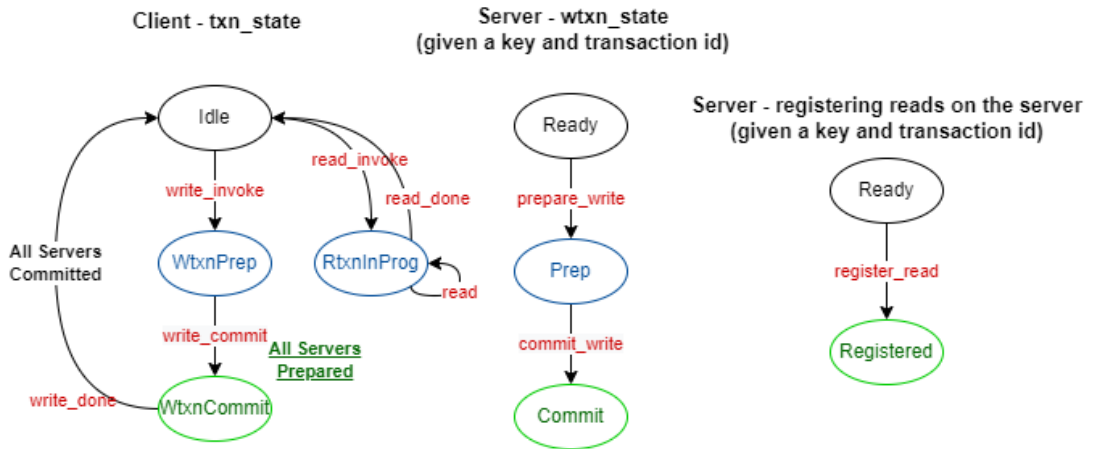 Client - txn_state
Idle
read_invoke
write_invoke
read_done
All Servers
Committed
WtxnPrep
RtxnInProg
read
write_commit
All Servers
Prepared
write_done
WtxnCommit
Server - wtxn_state
(given a key and transaction id)
Ready
prepare_write
Prep
commit_write
Commit
Server - registering reads on the server
(given a key and transaction id)
Ready
register_read
Registered